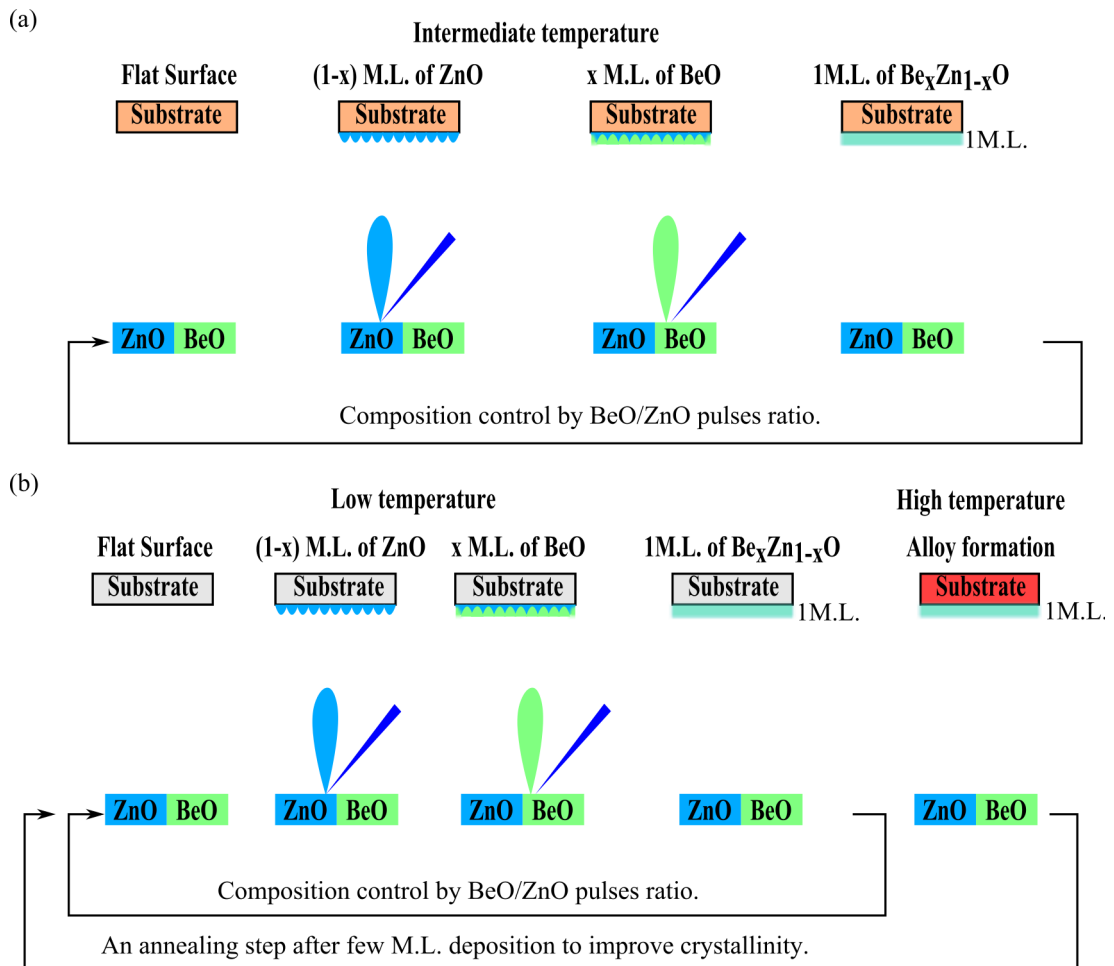 (a)
Intermediate temperature
Flat Surface (1-x) M.L. of ZnO x M.L. of BeO 1M.L. of BexZn1-xO
Substrate Substrate Substrate Substrate
1M.L.
ZnO BeO ZnO BeO ZnO BeO ZnO BeO
Composition control by BeO/ZnO pulses ratio.
(b)
Low temperature High temperature
Flat Surface (1-x) M.L. of ZnO x M.L. of BeO 1M.L. of BexZn1-xO Alloy formation
Substrate Substrate Substrate Substrate Substrate
1M.L. 1M.L.
ZnO BeO ZnO BeO ZnO BeO ZnO BeO ZnO BeO
Composition control by BeO/ZnO pulses ratio.
An annealing step after few M.L. deposition to improve crystallinity.